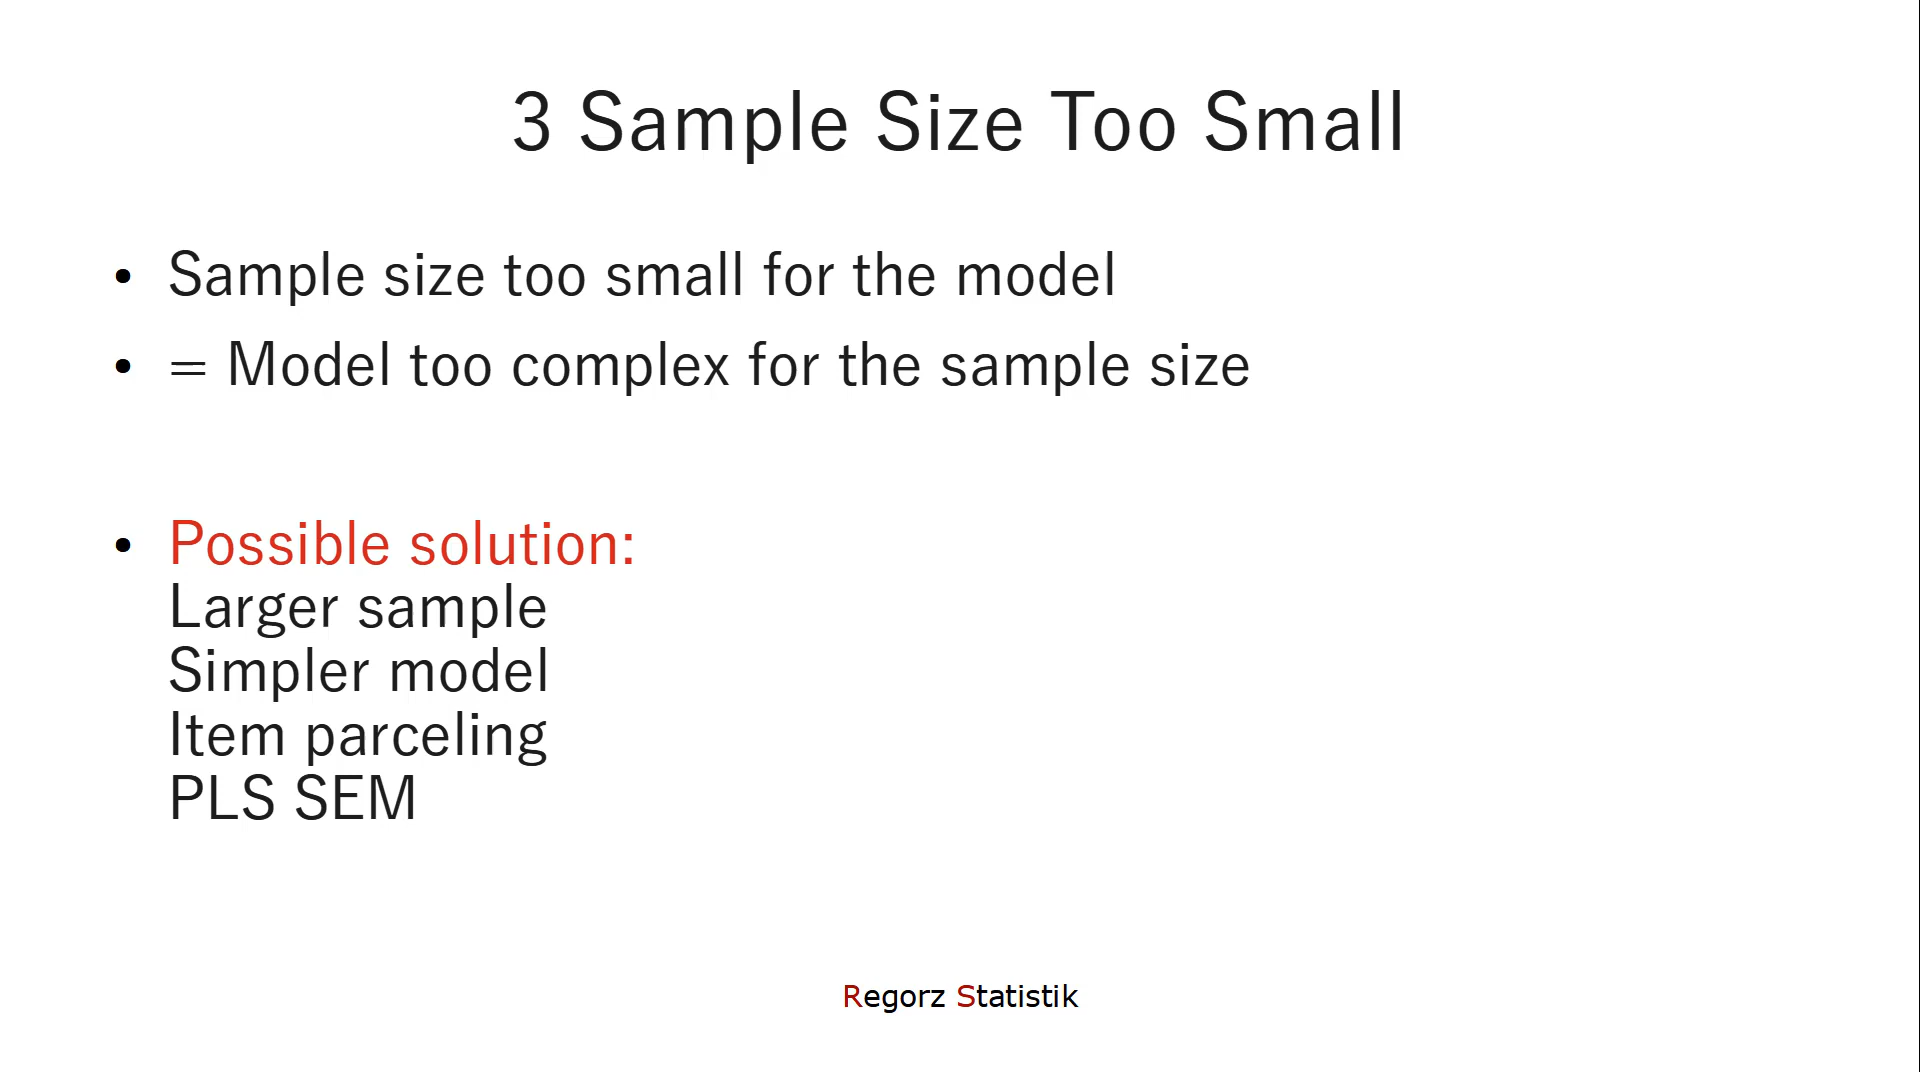 3 Sample Size Too Small
• Sample size too small for the model
• = Model too complex for the sample size
• Possible solution:
Larger sample
Simpler model
Item parceling
PLS SEM
Regorz Statistik